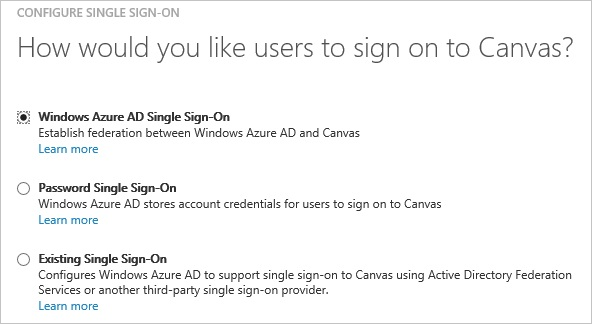 CONFIGURE SINGLE SIGN-ON
How would you like users to sign on to Canvas?
Windows Azure AD Single Sign-On
Establish federation between Windows Azure AD and Canvas
Learn more
Password Single Sign-On
Windows Azure AD stores account credentials for users to sign on to Canvas
Learn more
Existing Single Sign-On
Configures Windows Azure AD to support single sign-on to Canvas using Active Directory Federation
Services or another third-party single sign-on provider.
Learn more